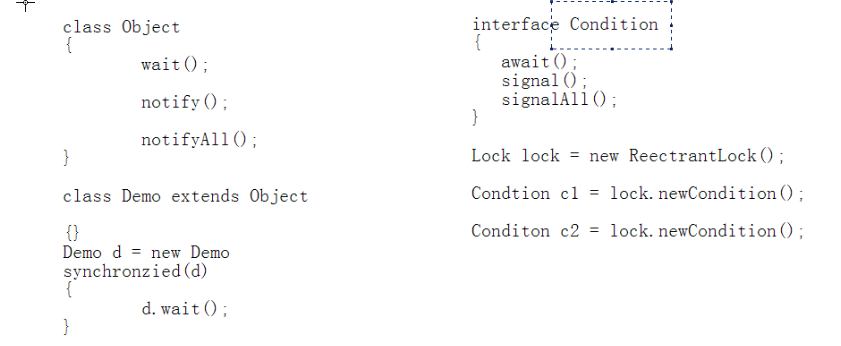 class Object
{
wait();
notify();
notifyAll();
}
class Demo extends Object
{}
Demo d = new Demo
synchronzied(d)
{
d.wait();
}
interface Condition
{
await();
signal();
signalAll();
}
Lock lock = new ReectrantLock();
Condtion c1 = lock.newCondition();
Conditon c2 = lock.newCondition();